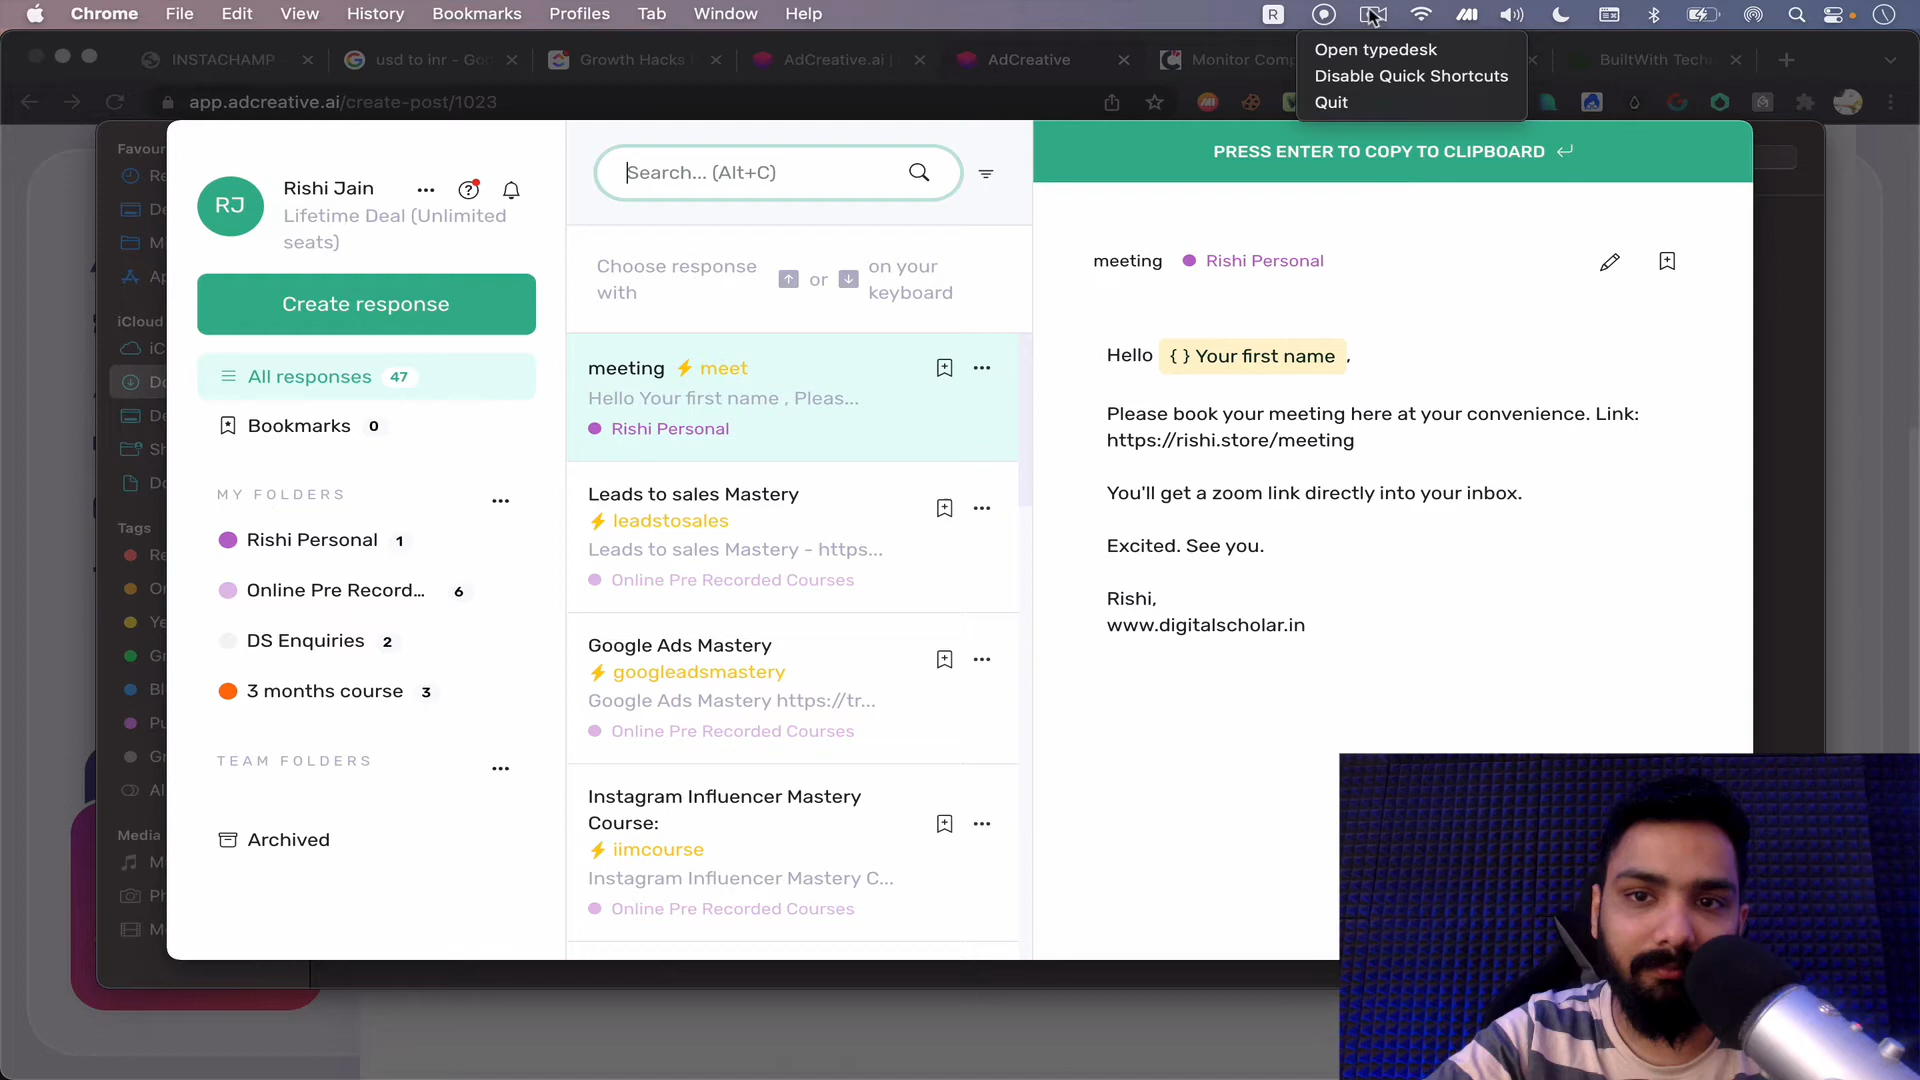 Chrome File Edit View History Bookmarks Profiles Tab Window Help
INSTACHAMP
usd to inr - Go
Growth Hacks
AdCreative.ai |
AdCreative
Monitor Comp
BuiltWith Tech
app.adcreative.ai/create-post/1023
Open typedesk
Disable Quick Shortcuts
Quit
Favourites
iCloud
Tags
Media
RJ
Rishi Jain
Lifetime Deal (Unlimited
seats)
Create response
All responses 47
Bookmarks 0
MY FOLDERS
Rishi Personal 1
Online Pre Record... 6
DS Enquiries 2
3 months course 3
TEAM FOLDERS
Archived
Search... (Alt+C)
Choose response
with
or
on your
keyboard
meeting meet
Hello Your first name , Pleas...
Rishi Personal
Leads to sales Mastery
leadstosales
Leads to sales Mastery - https...
Online Pre Recorded Courses
Google Ads Mastery
googleadsmastery
Google Ads Mastery https://tr...
Online Pre Recorded Courses
Instagram Influencer Mastery
Course:
iimcourse
Instagram Influencer Mastery C...
Online Pre Recorded Courses
PRESS ENTER TO COPY TO CLIPBOARD
meeting Rishi Personal
Hello { } Your first name ,
Please book your meeting here at your convenience. Link:
https://rishi.store/meeting
You'll get a zoom link directly into your inbox.
Excited. See you.
Rishi,
www.digitalscholar.in